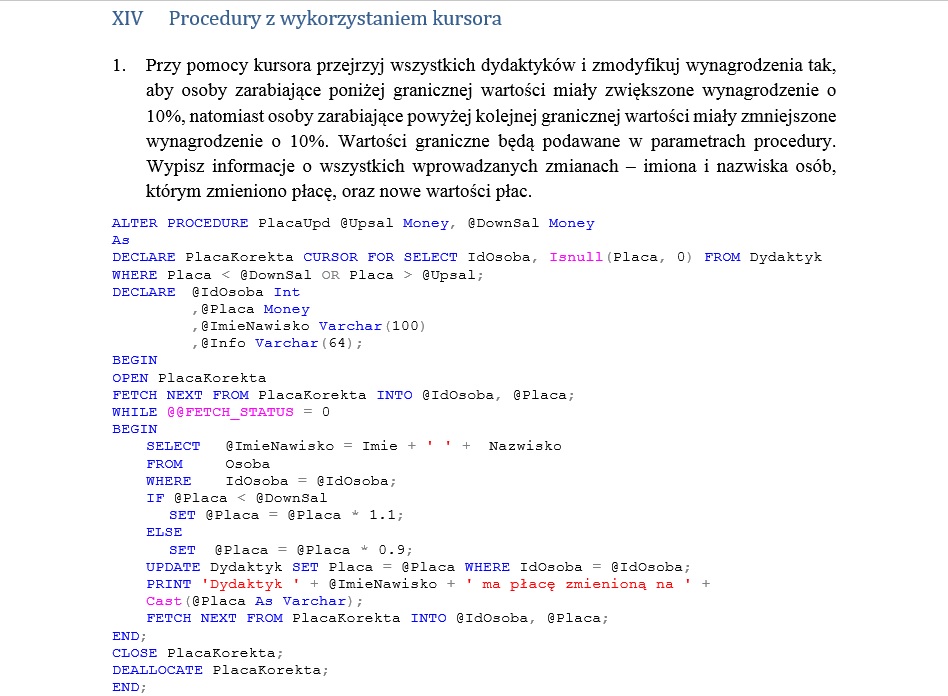 XIV Procedury z wykorzystaniem kursora
1. Przy pomocy kursora przejrzyj wszystkich dydaktyków i zmodyfikuj wynagrodzenia tak,
aby osoby zarabiające poniżej granicznej wartości miały zwiększone wynagrodzenie o
10%, natomiast osoby zarabiające powyżej kolejnej granicznej wartości miały zmniejszone
wynagrodzenie o 10%. Wartości graniczne będą podawane w parametrach procedury.
Wypisz informacje o wszystkich wprowadzanych zmianach – imiona i nazwiska osób,
którym zmieniono płacę, oraz nowe wartości płac.
ALTER PROCEDURE PlacaUpd @Upsal Money, @DownSal Money
As
DECLARE PlacaKorekta CURSOR FOR SELECT IdOsoba, Isnull(Placa, 0) FROM Dydaktyk
WHERE Placa < @DownSal OR Placa > @Upsal;
DECLARE @IdOsoba Int
,@Placa Money
,@ImieNawisko Varchar(100)
,@Info Varchar(64);
BEGIN
OPEN PlacaKorekta
FETCH NEXT FROM PlacaKorekta INTO @IdOsoba, @Placa;
WHILE @@FETCH_STATUS = 0
BEGIN
SELECT @ImieNawisko = Imie + ' ' + Nazwisko
FROM Osoba
WHERE IdOsoba = @IdOsoba;
IF @Placa < @DownSal
SET @Placa = @Placa * 1.1;
ELSE
SET @Placa = @Placa * 0.9;
UPDATE Dydaktyk SET Placa = @Placa WHERE IdOsoba = @IdOsoba;
PRINT 'Dydaktyk ' + @ImieNawisko + ' ma płacę zmienioną na ' +
Cast(@Placa As Varchar);
FETCH NEXT FROM PlacaKorekta INTO @IdOsoba, @Placa;
END;
CLOSE PlacaKorekta;
DEALLOCATE PlacaKorekta;
END;